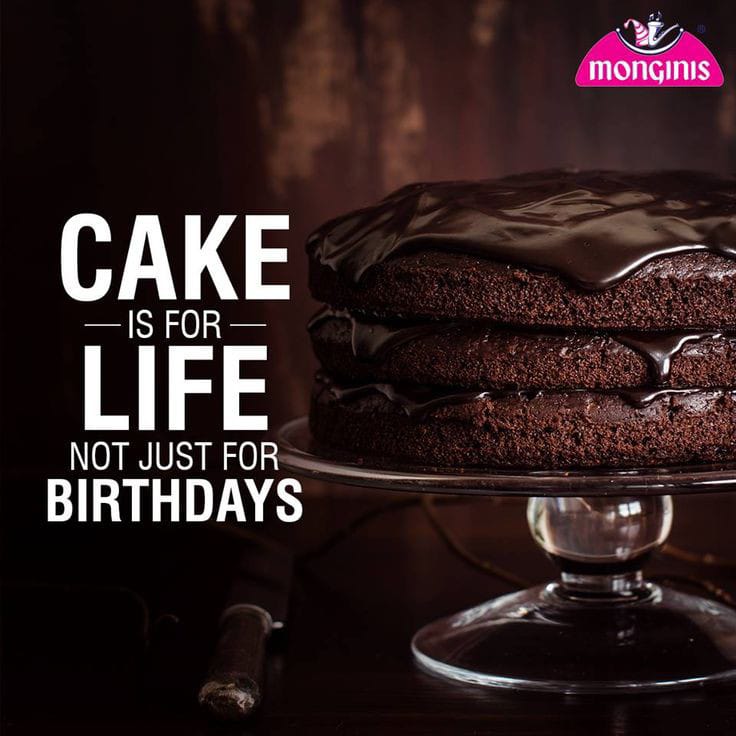 MONGINIS
CAKE
IS FOR
LIFE
NOT JUST FOR
BIRTHDAYS